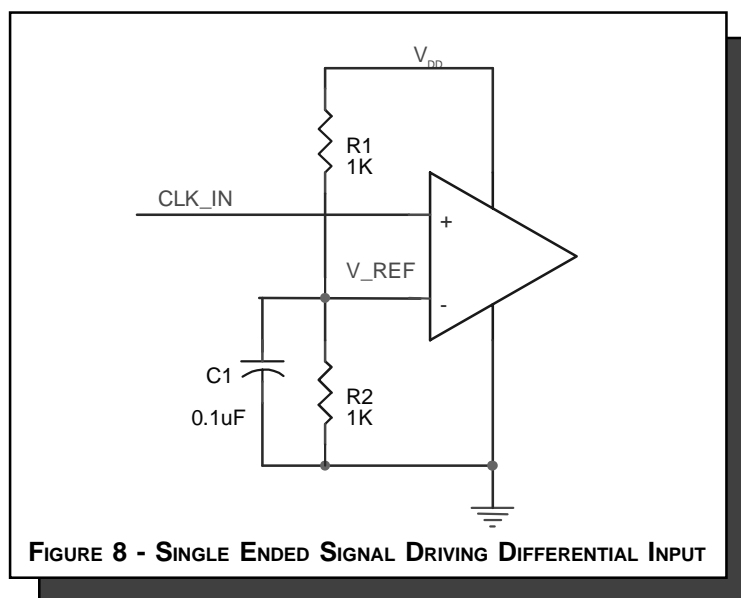 V_DD
R1
1K
CLK_IN
+
V_REF
-
C1
0.1uF
R2
1K
FIGURE 8 - SINGLE ENDED SIGNAL DRIVING DIFFERENTIAL INPUT